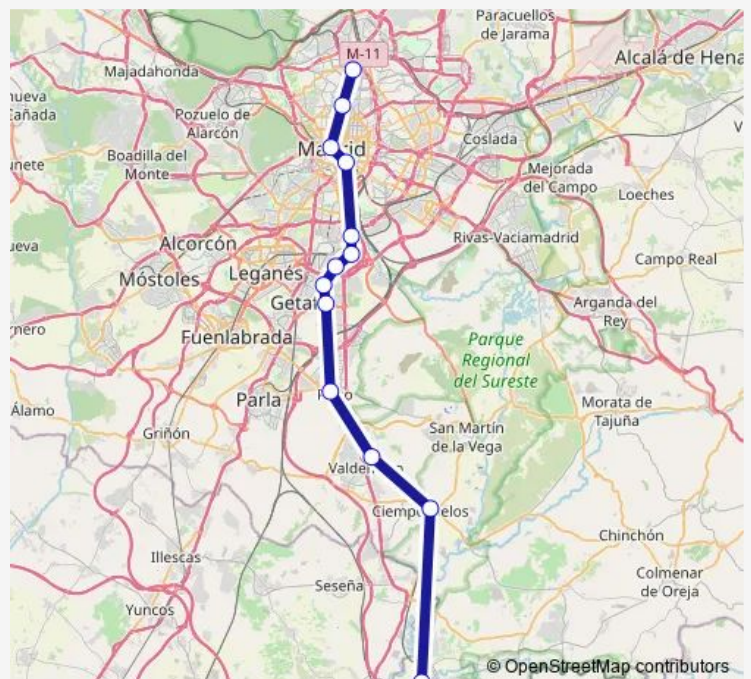 Paracuellos
de Jarama
M-11
Majadahonda
Alcalá de Hena
Pozuelo de
Alarcón
Coslada
Boadilla del
Monte
Mejorada
del Campo
Loeches
Alcorcón
Rivas-Vaciamadrid
Leganés
Campo Real
Móstoles
Arganda del
Rey
Fuenlabrada
Parque
Regional
del Sureste
Parla
Álamo
Morata de
Tajuña
Griñón
San Martín
de la Vega
Chinchón
Illescas
Seseña
Colmenar
de Oreja
Yuncos
© OpenStreetMap contributors